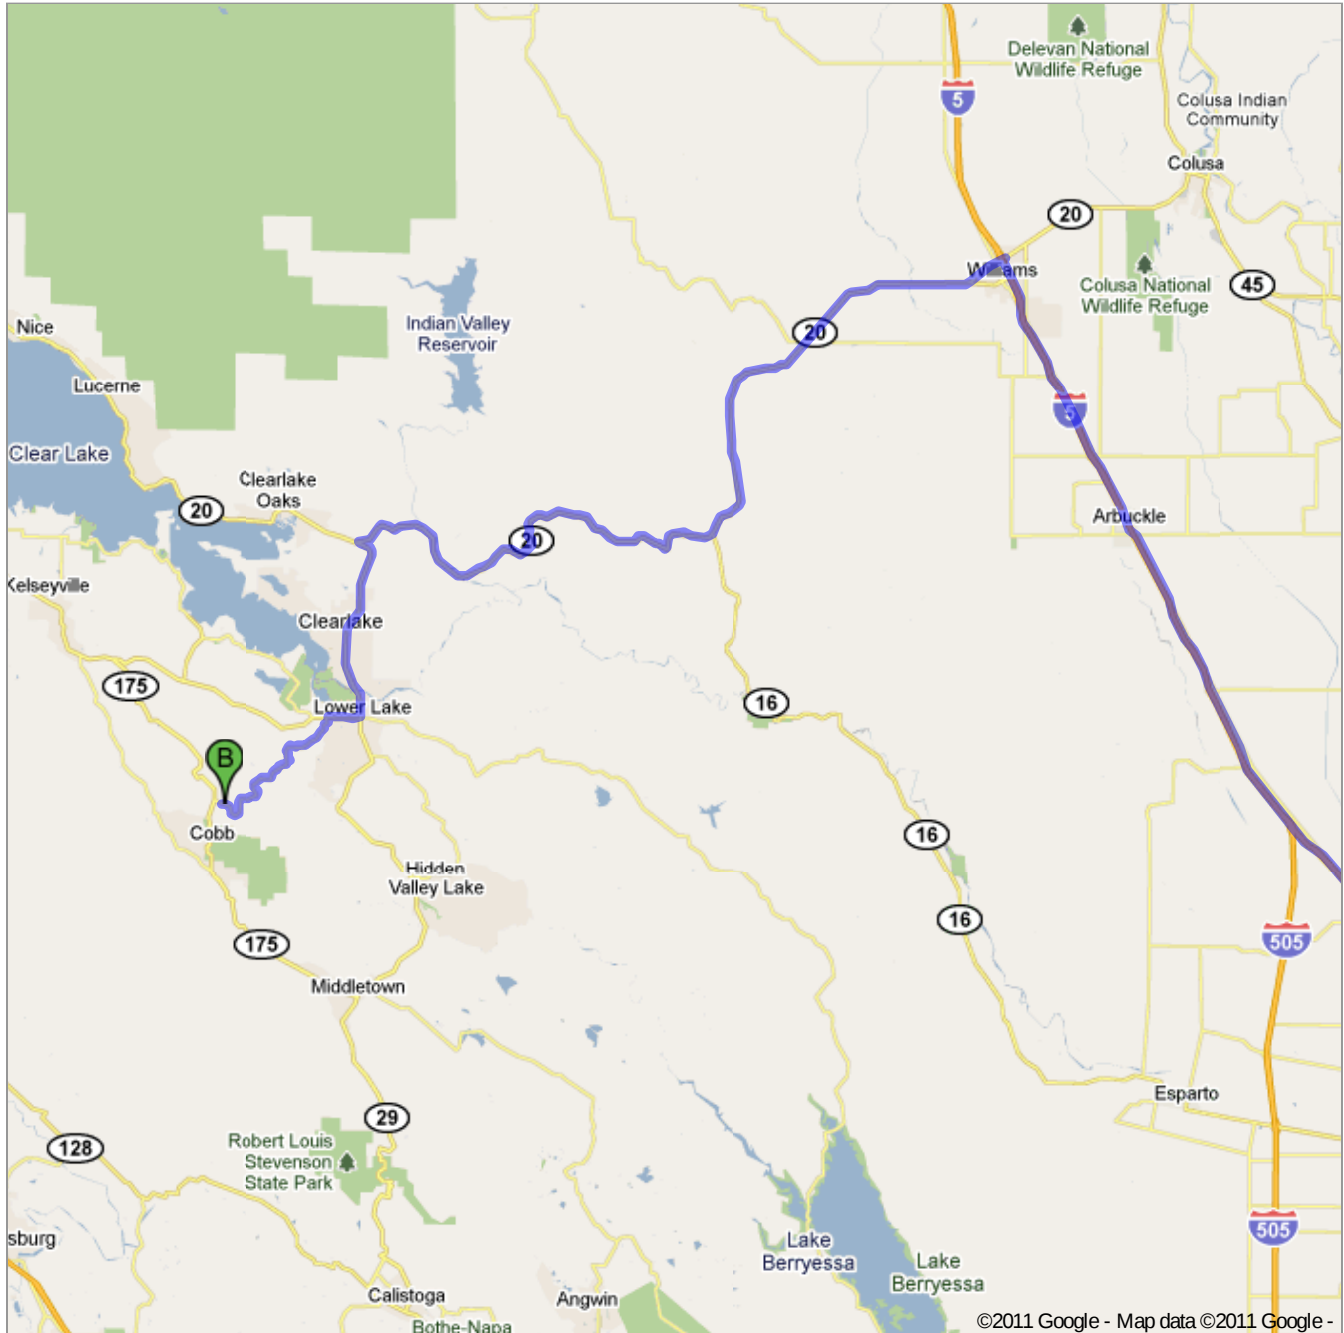 Delevan National
Wildlife Refuge
5
Colusa Indian
Community
Colusa
20
Williams
Colusa National
Wildlife Refuge
45
Indian Valley
Reservoir
20
Nice
Lucerne
5
Clear Lake
Clearlake
Oaks
20
20
Arbuckle
Kelseyville
Clearlake
175
Lower Lake
16
B
Cobb
16
Hidden
Valley Lake
16
175
505
Middletown
Esparto
29
128
Robert Louis
Stevenson
State Park
sburg
505
Lake
Berryessa
Lake
Berryessa
Calistoga
Angwin
Bothe-Napa
©2011 Google - Map data ©2011 Google -